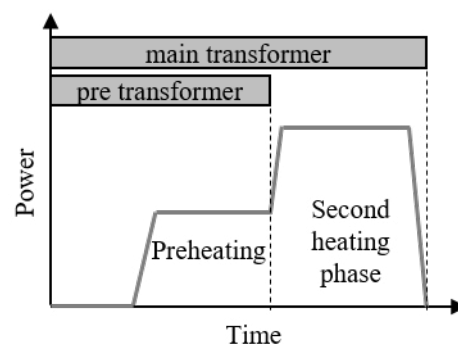 main transformer
pre transformer
Power
Preheating
Second
heating
phase
Time